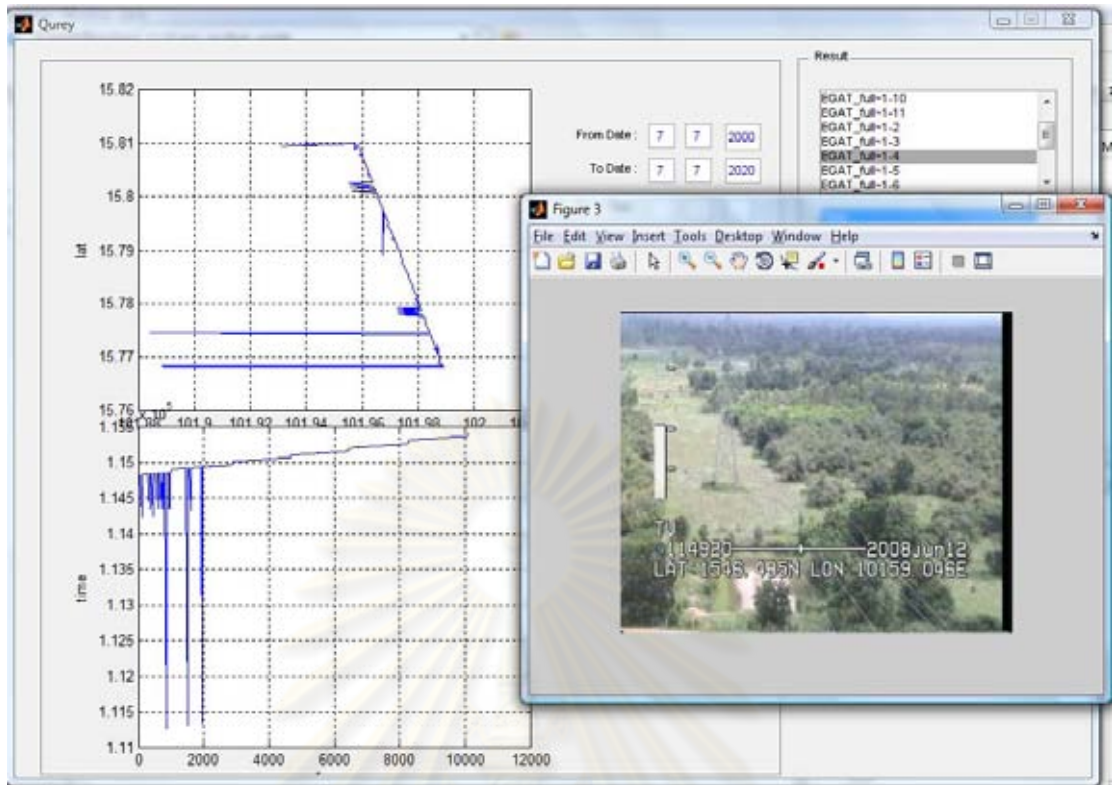 Qurey
Result
15.82
15.81
15.8
15.79
15.78
15.77
15.76
lat
From Date :
7
7
2000
To Date :
7
7
2020
EGAT_full-1-10
EGAT_full-1-11
EGAT_full-1-2
EGAT_full-1-3
EGAT_full-1-4
EGAT_full-1-5
EGAT_full-1-6
101.9
101.92
101.94
101.96
101.98
102
1.155
1.15
1.145
1.14
1.135
1.13
1.125
1.12
1.115
1.11
time
0
2000
4000
6000
8000
10000
12000
Figure 3
File Edit View Insert Tools Desktop Window Help
TV
114920
2008Jun12
LAT 1546.495N LON 10159.046E